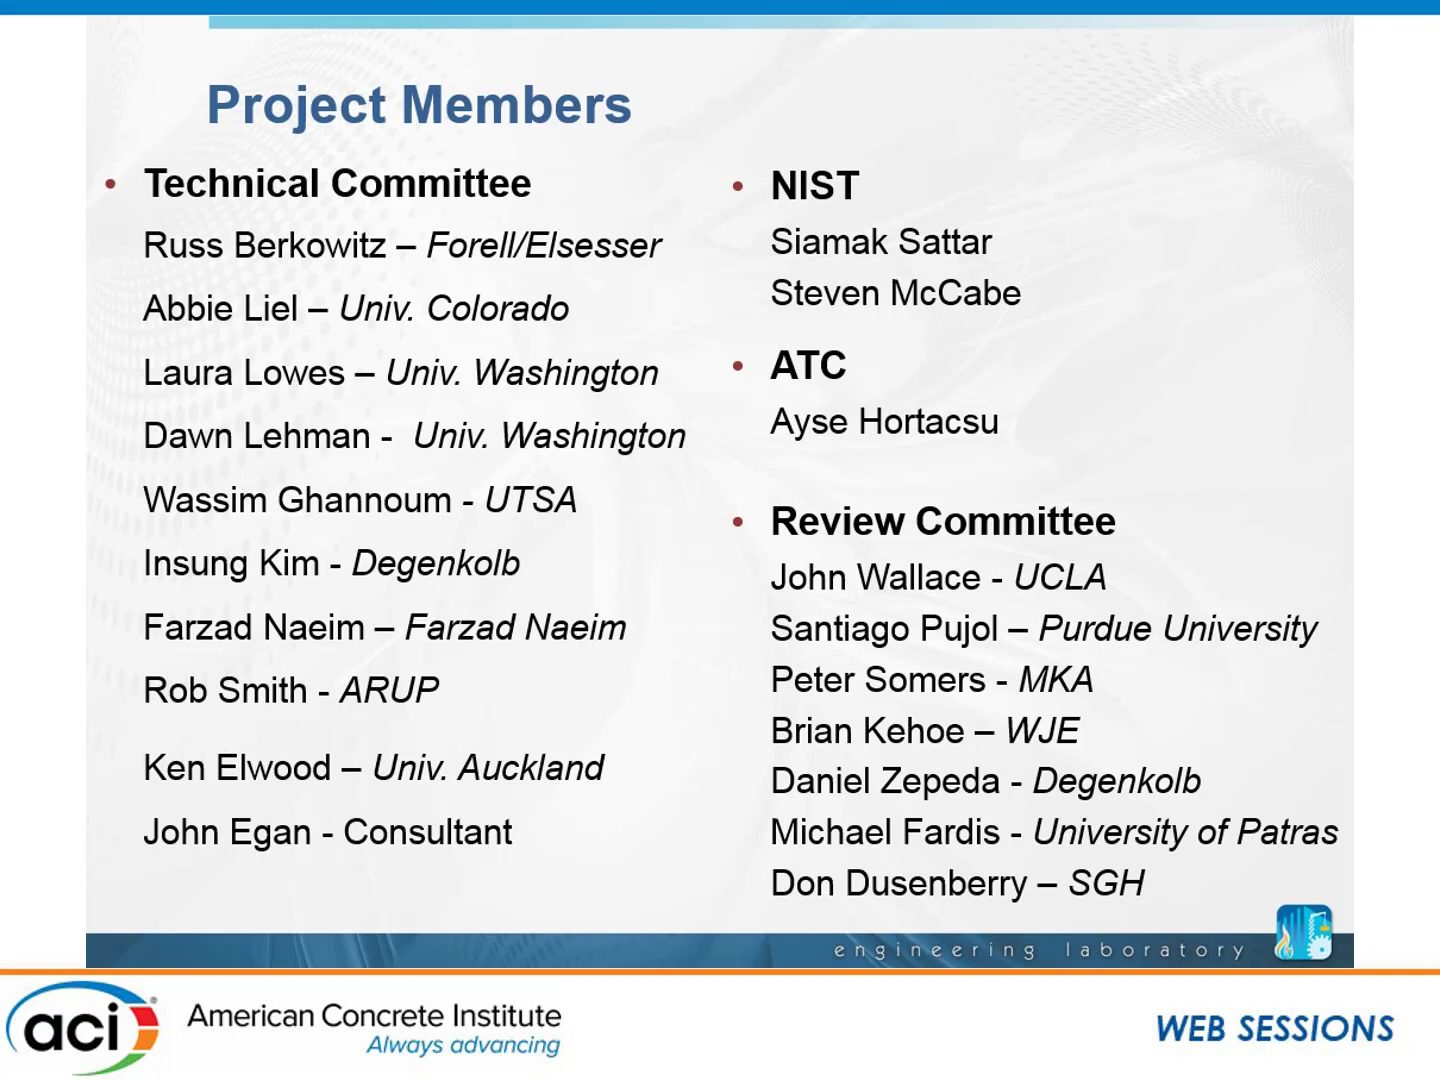 Project Members
• Technical Committee
Russ Berkowitz – Forell/Elsesser
Abbie Liel – Univ. Colorado
Laura Lowes – Univ. Washington
Dawn Lehman - Univ. Washington
Wassim Ghannoum - UTSA
Insung Kim - Degenkolb
Farzad Naeim – Farzad Naeim
Rob Smith - ARUP
Ken Elwood – Univ. Auckland
John Egan - Consultant
• NIST
Siamak Sattar
Steven McCabe
• ATC
Ayse Hortacsu
• Review Committee
John Wallace - UCLA
Santiago Pujol – Purdue University
Peter Somers - MKA
Brian Kehoe – WJE
Daniel Zepeda - Degenkolb
Michael Fardis - University of Patras
Don Dusenberry – SGH
engineering laboratory
aci®
American Concrete Institute
Always advancing
WEB SESSIONS